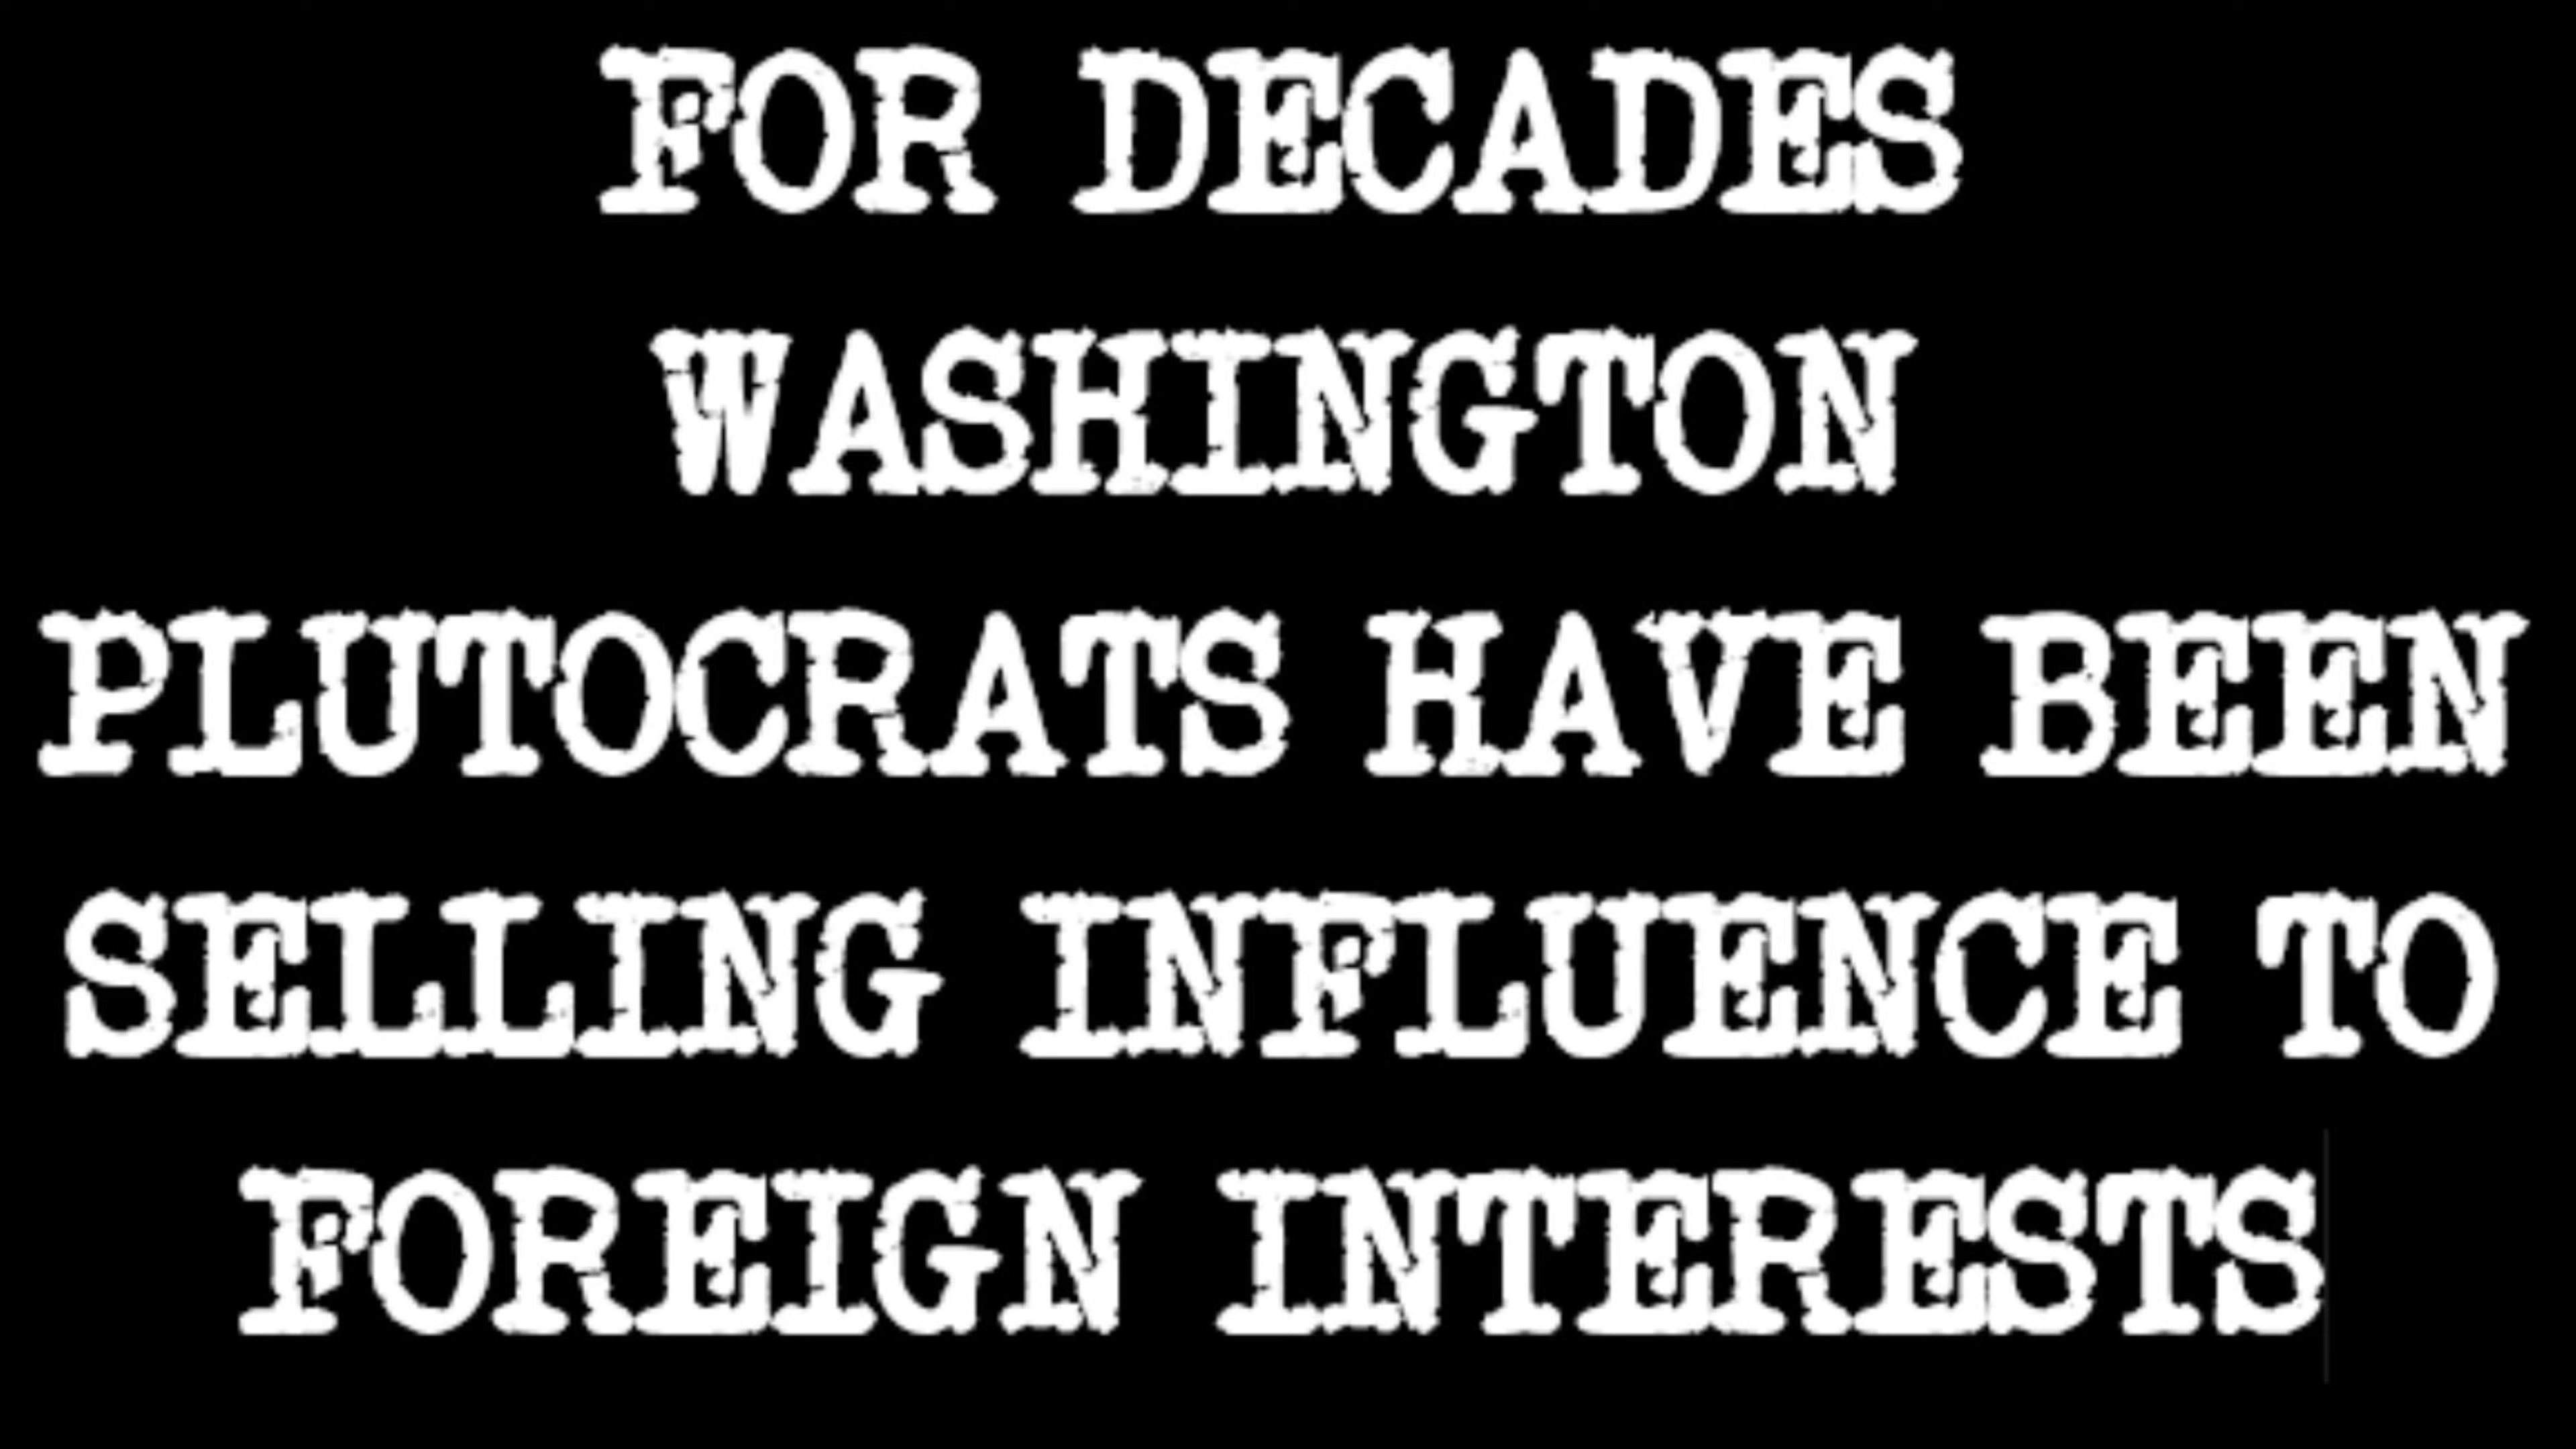 FOR DECADES
WASHINGTON
PLUTOCRATS HAVE BEEN
SELLING INFLUENCE TO
FOREIGN INTERESTS